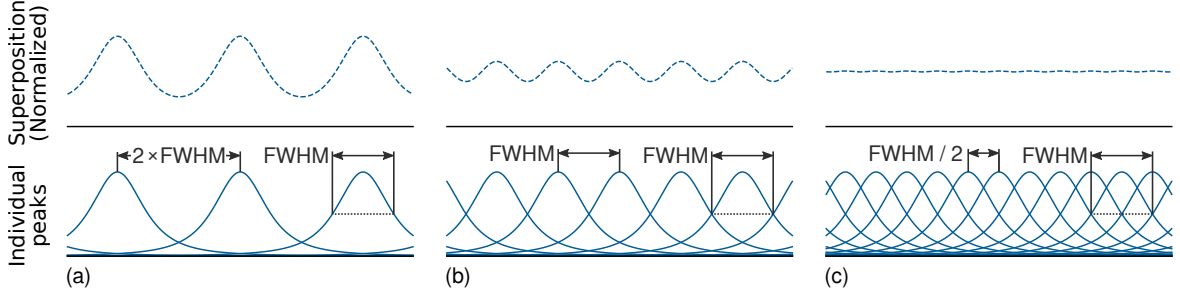 Superposition
(Normalized)
Individual
peaks
2 × FWHM
FWHM
(a)
FWHM
FWHM
(b)
FWHM / 2
FWHM
(c)